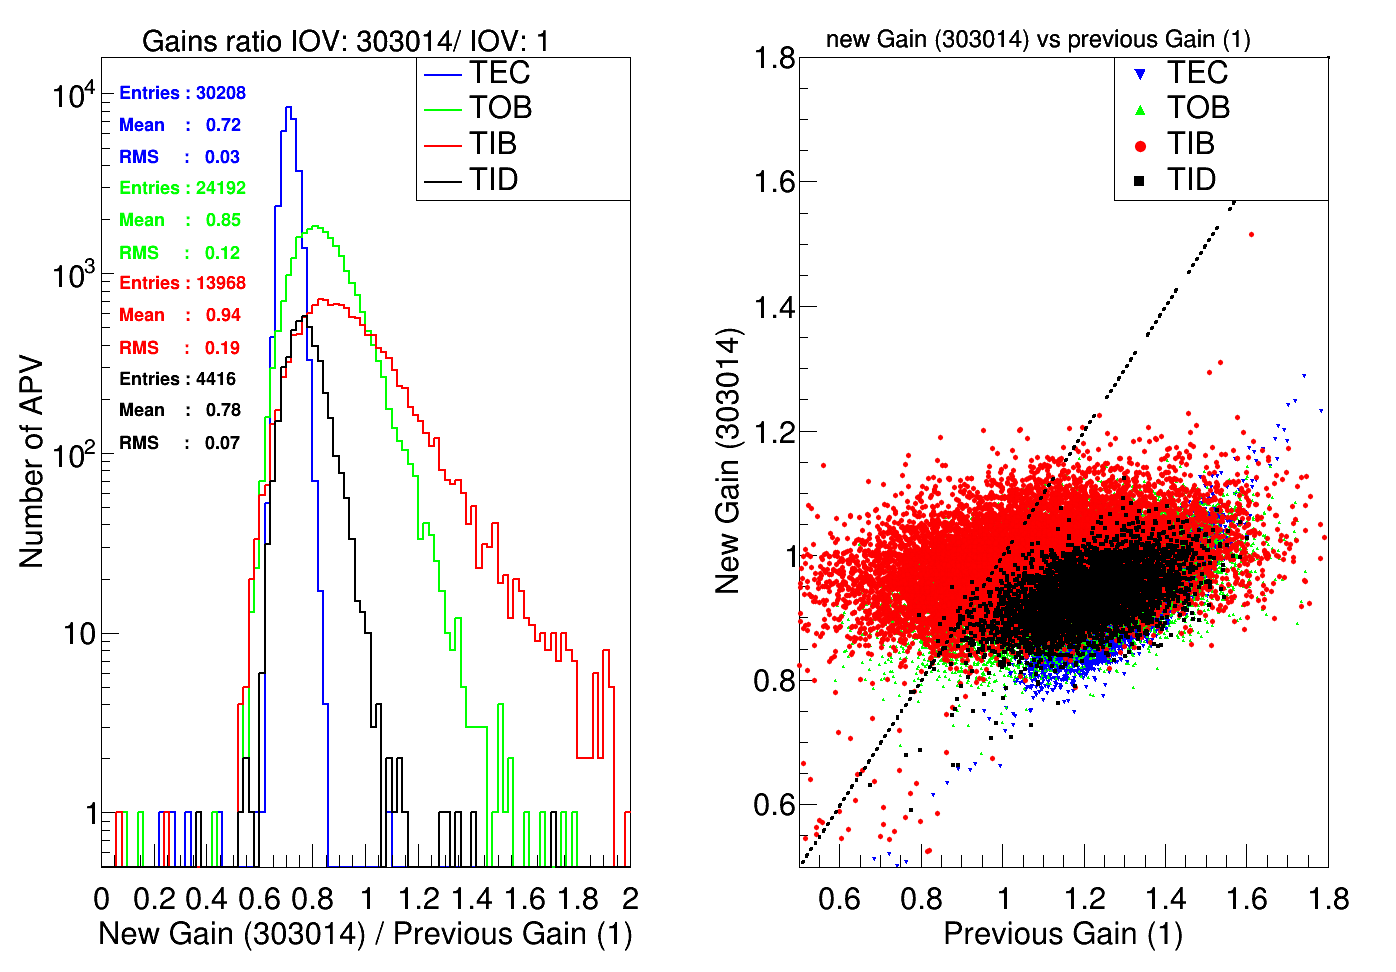 Gains ratio IOV: 303014/ IOV: 1
TEC
TOB
TIB
TID
Entries : 30208
Mean : 0.72
RMS : 0.03
Entries : 24192
Mean : 0.85
RMS : 0.12
Entries : 13968
Mean : 0.94
RMS : 0.19
Entries : 4416
Mean : 0.78
RMS : 0.07
Number of APV
10^4
10^3
10^2
10
1
0 0.2 0.4 0.6 0.8 1 1.2 1.4 1.6 1.8 2
New Gain (303014) / Previous Gain (1)
new Gain (303014) vs previous Gain (1)
TEC
TOB
TIB
TID
New Gain (303014)
1.8
1.6
1.4
1.2
1
0.8
0.6
0.6 0.8 1 1.2 1.4 1.6 1.8
Previous Gain (1)